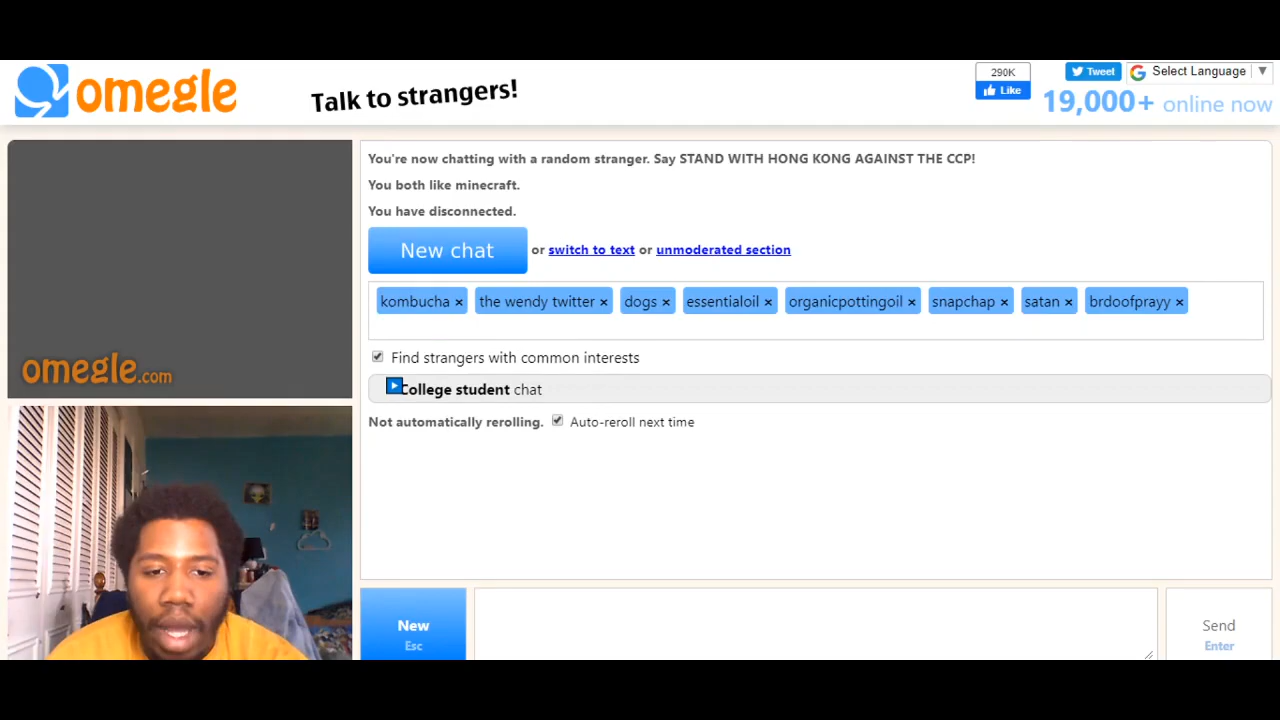 omegle
Talk to strangers!
290K
Like
Tweet
Select Language
19,000+ online now
You're now chatting with a random stranger. Say STAND WITH HONG KONG AGAINST THE CCP!
You both like minecraft.
You have disconnected.
New chat or switch to text or unmoderated section
kombucha × the wendy twitter × dogs × essentialoil × organicpottingoil × snapchap × satan × brdoofprayy ×
Find strangers with common interests
College student chat
Not automatically rerolling. Auto-reroll next time
omegle.com
New
Esc
Send
Enter